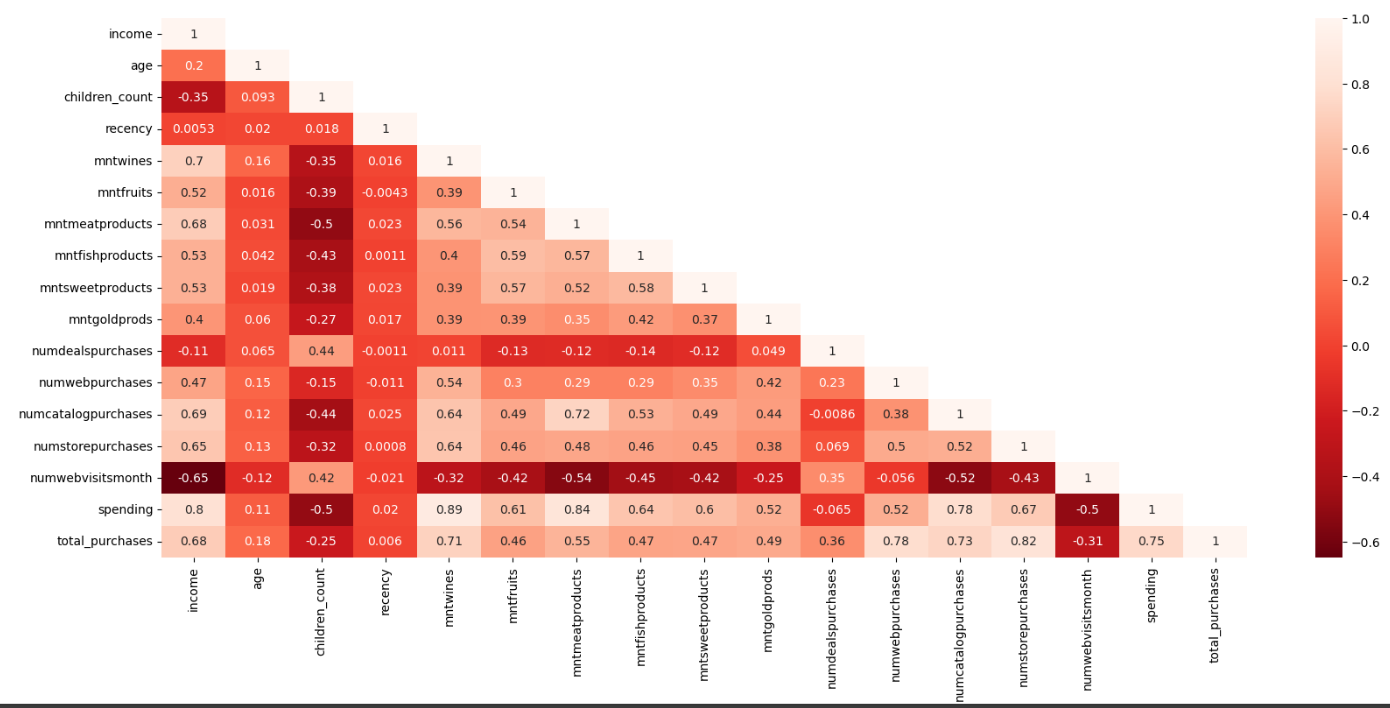 income 1 1.0
age 0.2 1
children_count -0.35 0.093 1 0.8
recency 0.0053 0.02 0.018 1
mntwines 0.7 0.16 -0.35 0.016 1 0.6
mntfruits 0.52 0.016 -0.39 -0.0043 0.39 1
mntmeatproducts 0.68 0.031 -0.5 0.023 0.56 0.54 1 0.4
mntfishproducts 0.53 0.042 -0.43 0.0011 0.4 0.59 0.57 1
mntsweetproducts 0.53 0.019 -0.38 0.023 0.39 0.57 0.52 0.58 1 0.2
mntgoldprods 0.4 0.06 -0.27 0.017 0.39 0.39 0.35 0.42 0.37 1
numdealspurchases -0.11 0.065 0.44 -0.0011 0.011 -0.13 -0.12 -0.14 -0.12 0.049 1 0.0
numwebpurchases 0.47 0.15 -0.15 -0.011 0.54 0.3 0.29 0.29 0.35 0.42 0.23 1
numcatalogpurchases 0.69 0.12 -0.44 0.025 0.64 0.49 0.72 0.53 0.49 0.44 -0.0086 0.38 1 −0.2
numstorepurchases 0.65 0.13 -0.32 0.0008 0.64 0.46 0.48 0.46 0.45 0.38 0.069 0.5 0.52 1
numwebvisitsmonth -0.65 -0.12 0.42 -0.021 -0.32 -0.42 -0.54 -0.45 -0.42 -0.25 0.35 -0.056 -0.52 -0.43 1 −0.4
spending 0.8 0.11 -0.5 0.02 0.89 0.61 0.84 0.64 0.6 0.52 -0.065 0.52 0.78 0.67 -0.5 1
total_purchases 0.68 0.18 -0.25 0.006 0.71 0.46 0.55 0.47 0.47 0.49 0.36 0.78 0.73 0.82 -0.31 0.75 1 −0.6
income
age
children_count
recency
mntwines
mntfruits
mntmeatproducts
mntfishproducts
mntsweetproducts
mntgoldprods
numdealspurchases
numwebpurchases
numcatalogpurchases
numstorepurchases
numwebvisitsmonth
spending
total_purchases